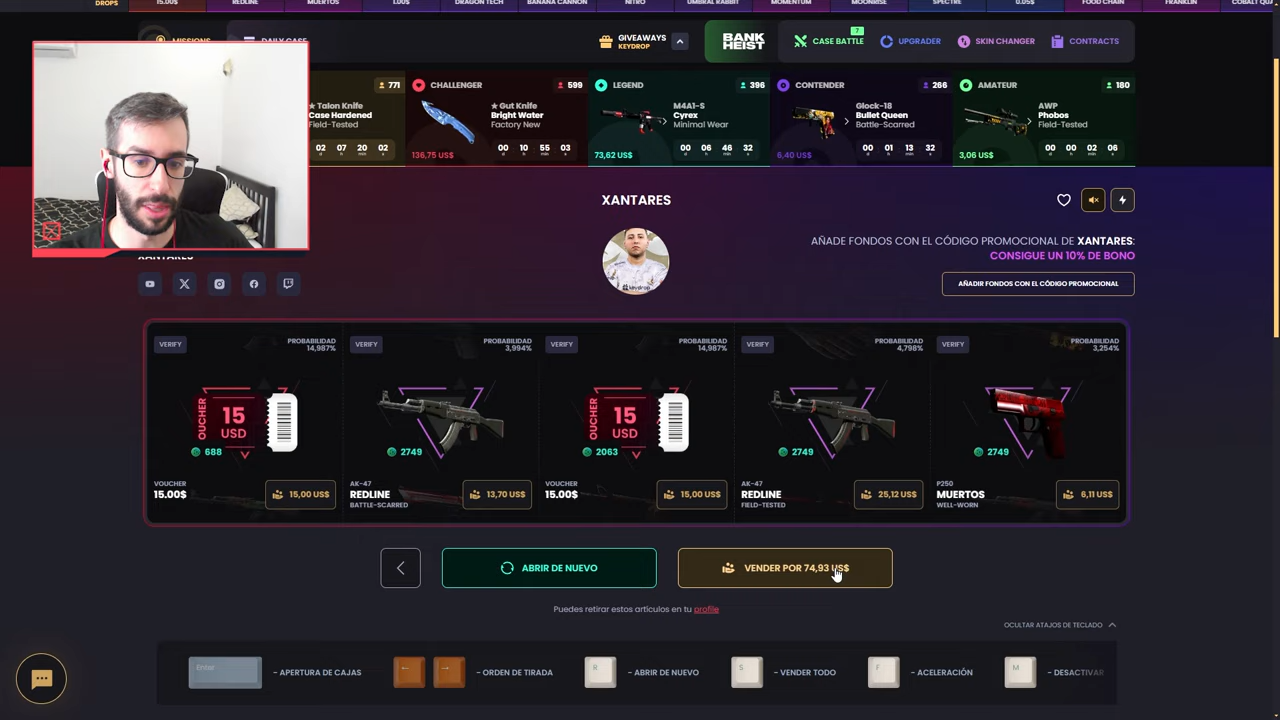 DROPS
15.00$
REDLINE
MUERTOS
1.00$
DRAGON TECH
BANANA CANNON
NITRO
UMBRAL RABBIT
MOMENTUM
MOONRISE
SPECTRE
0.05$
FOOD CHAIN
FRANKLIN
MISSIONS
DAILY CASE
GIVEAWAYS
KEYDROP
BANK
HEIST
7
CASE BATTLE
UPGRADER
SKIN CHANGER
CONTRACTS
771
★ Talon Knife
Case Hardened
Field-Tested
02 07 20 02
CHALLENGER
599
★ Gut Knife
Bright Water
Factory New
136,75 US$
00 10 55 03
d h m s
LEGEND
396
M4A1-S
Cyrex
Minimal Wear
73,62 US$
00 06 46 32
d h m s
CONTENDER
266
Glock-18
Bullet Queen
Battle-Scarred
6,40 US$
00 01 13 32
d h m s
AMATEUR
180
AWP
Phobos
Field-Tested
3,06 US$
00 00 02 06
d h m s
XANTARES
XANTARES
keydrop
AÑADE FONDOS CON EL CÓDIGO PROMOCIONAL DE XANTARES:
CONSIGUE UN 10% DE BONO
AÑADIR FONDOS CON EL CÓDIGO PROMOCIONAL
VERIFY
PROBABILIDAD
14,987%
OUCHER
15
USD
688
VOUCHER
15.00$
15,00 US$
VERIFY
PROBABILIDAD
3,994%
2749
AK-47
REDLINE
BATTLE-SCARRED
13,70 US$
VERIFY
PROBABILIDAD
14,987%
OUCHER
15
USD
2063
VOUCHER
15.00$
15,00 US$
VERIFY
PROBABILIDAD
4,798%
2749
AK-47
REDLINE
FIELD-TESTED
25,12 US$
VERIFY
PROBABILIDAD
3,254%
2749
P250
MUERTOS
WELL-WORN
6,11 US$
ABRIR DE NUEVO
VENDER POR 74,93 US$
Puedes retirar estos artículos en tu profile
OCULTAR ATAJOS DE TECLADO
Enter
- APERTURA DE CAJAS
← →
- ORDEN DE TIRADA
R
- ABRIR DE NUEVO
S
- VENDER TODO
F
- ACELERACIÓN
M
- DESACTIVAR